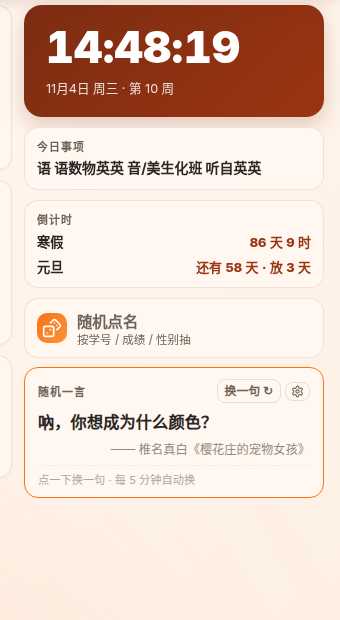 14:48:19
11月4日 周三 · 第 10 周
今日事项
语 语数物英英 音/美生化班 听自英英
倒计时
寒假 86 天 9 时
元旦 还有 58 天 · 放 3 天
随机点名
按学号 / 成绩 / 性别抽
随机一言 换一句 ↻
吶，你想成为什么颜色?
—— 椎名真白《樱花庄的宠物女孩》
点一下换一句 · 每 5 分钟自动换